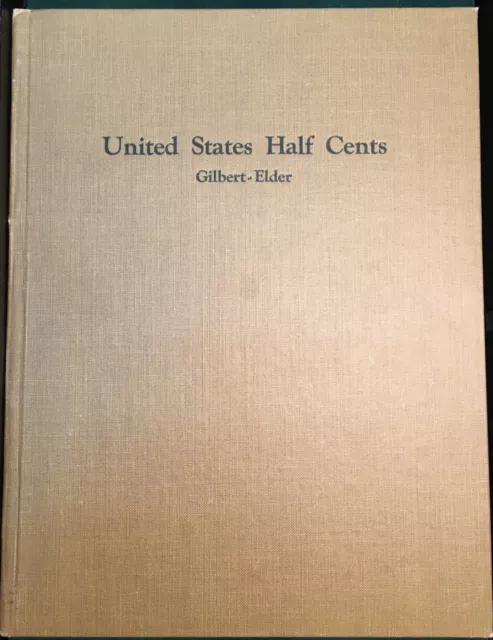 United States Half Cents
Gilbert-Elder